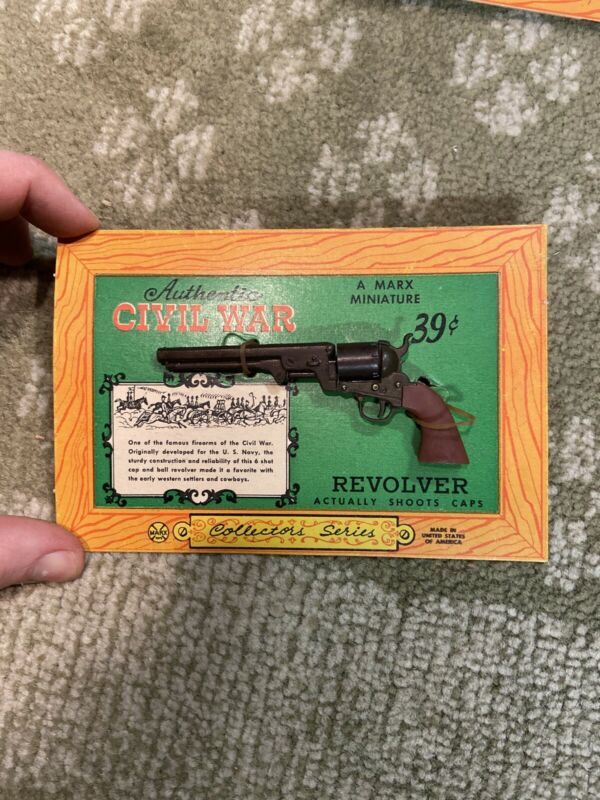 Authentic
CIVIL WAR
A MARX
MINIATURE
39¢
One of the famous firearms of the Civil War.
Originally developed for the U. S. Navy, the
sturdy construction and reliability of this 6 shot
cap and ball revolver made it a favorite with
the early western settlers and cowboys.
REVOLVER
ACTUALLY SHOOTS CAPS
MARX
Collectors Series
MADE IN
UNITED STATES
OF AMERICA